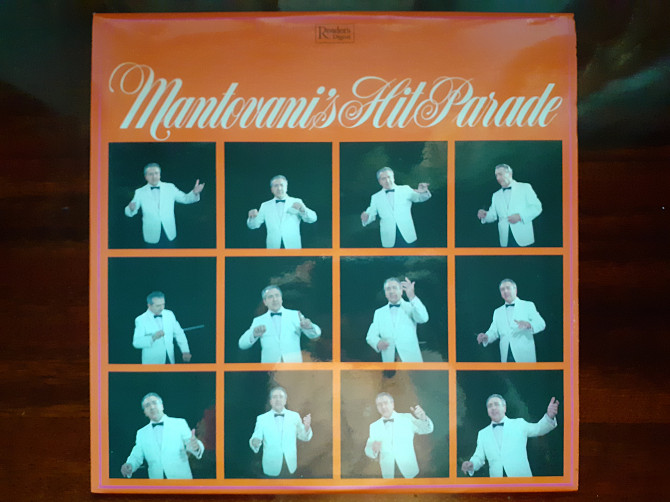 Reader's
Digest
Mantovani's Hit Parade